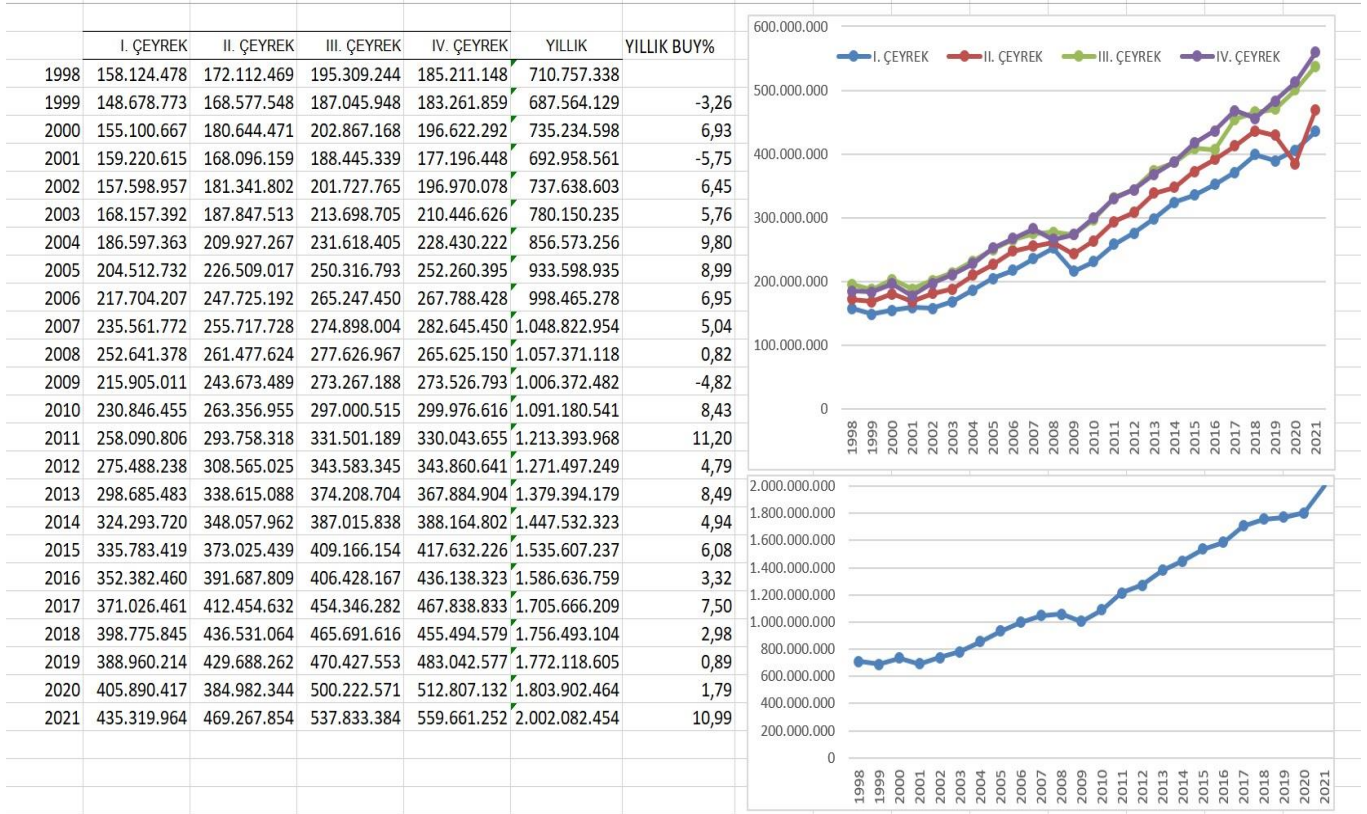 I. ÇEYREK II. ÇEYREK III. ÇEYREK IV. ÇEYREK YILLIK YILLIK BUY%
1998 158.124.478 172.112.469 195.309.244 185.211.148 710.757.338
1999 148.678.773 168.577.548 187.045.948 183.261.859 687.564.129 -3,26
2000 155.100.667 180.644.471 202.867.168 196.622.292 735.234.598 6,93
2001 159.220.615 168.096.159 188.445.339 177.196.448 692.958.561 -5,75
2002 157.598.957 181.341.802 201.727.765 196.970.078 737.638.603 6,45
2003 168.157.392 187.847.513 213.698.705 210.446.626 780.150.235 5,76
2004 186.597.363 209.927.267 231.618.405 228.430.222 856.573.256 9,80
2005 204.512.732 226.509.017 250.316.793 252.260.395 933.598.935 8,99
2006 217.704.207 247.725.192 265.247.450 267.788.428 998.465.278 6,95
2007 235.561.772 255.717.728 274.898.004 282.645.450 1.048.822.954 5,04
2008 252.641.378 261.477.624 277.626.967 265.625.150 1.057.371.118 0,82
2009 215.905.011 243.673.489 273.267.188 273.526.793 1.006.372.482 -4,82
2010 230.846.455 263.356.955 297.000.515 299.976.616 1.091.180.541 8,43
2011 258.090.806 293.758.318 331.501.189 330.043.655 1.213.393.968 11,20
2012 275.488.238 308.565.025 343.583.345 343.860.641 1.271.497.249 4,79
2013 298.685.483 338.615.088 374.208.704 367.884.904 1.379.394.179 8,49
2014 324.293.720 348.057.962 387.015.838 388.164.802 1.447.532.323 4,94
2015 335.783.419 373.025.439 409.166.154 417.632.226 1.535.607.237 6,08
2016 352.382.460 391.687.809 406.428.167 436.138.323 1.586.636.759 3,32
2017 371.026.461 412.454.632 454.346.282 467.838.833 1.705.666.209 7,50
2018 398.775.845 436.531.064 465.691.616 455.494.579 1.756.493.104 2,98
2019 388.960.214 429.688.262 470.427.553 483.042.577 1.772.118.605 0,89
2020 405.890.417 384.982.344 500.222.571 512.807.132 1.803.902.464 1,79
2021 435.319.964 469.267.854 537.833.384 559.661.252 2.002.082.454 10,99
600.000.000
I. ÇEYREK II. ÇEYREK III. ÇEYREK IV. ÇEYREK
500.000.000
400.000.000
300.000.000
200.000.000
100.000.000
0
1998 1999 2000 2001 2002 2003 2004 2005 2006 2007 2008 2009 2010 2011 2012 2013 2014 2015 2016 2017 2018 2019 2020 2021
2.000.000.000
1.800.000.000
1.600.000.000
1.400.000.000
1.200.000.000
1.000.000.000
800.000.000
600.000.000
400.000.000
200.000.000
0
1998 1999 2000 2001 2002 2003 2004 2005 2006 2007 2008 2009 2010 2011 2012 2013 2014 2015 2016 2017 2018 2019 2020 2021